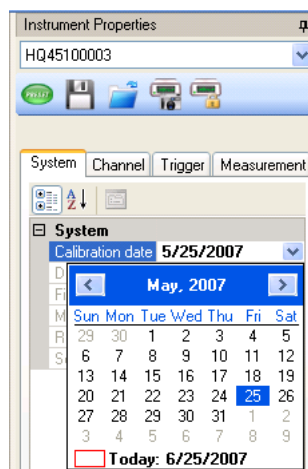 Instrument Properties
HQ45100003
PRESET
System Channel Trigger Measurement
System
Calibration date 5/25/2007
May, 2007
Sun Mon Tue Wed Thu Fri Sat
29 30 1 2 3 4 5
6 7 8 9 10 11 12
13 14 15 16 17 18 19
20 21 22 23 24 25 26
27 28 29 30 31 1 2
3 4 5 6 7 8 9
Today: 6/25/2007